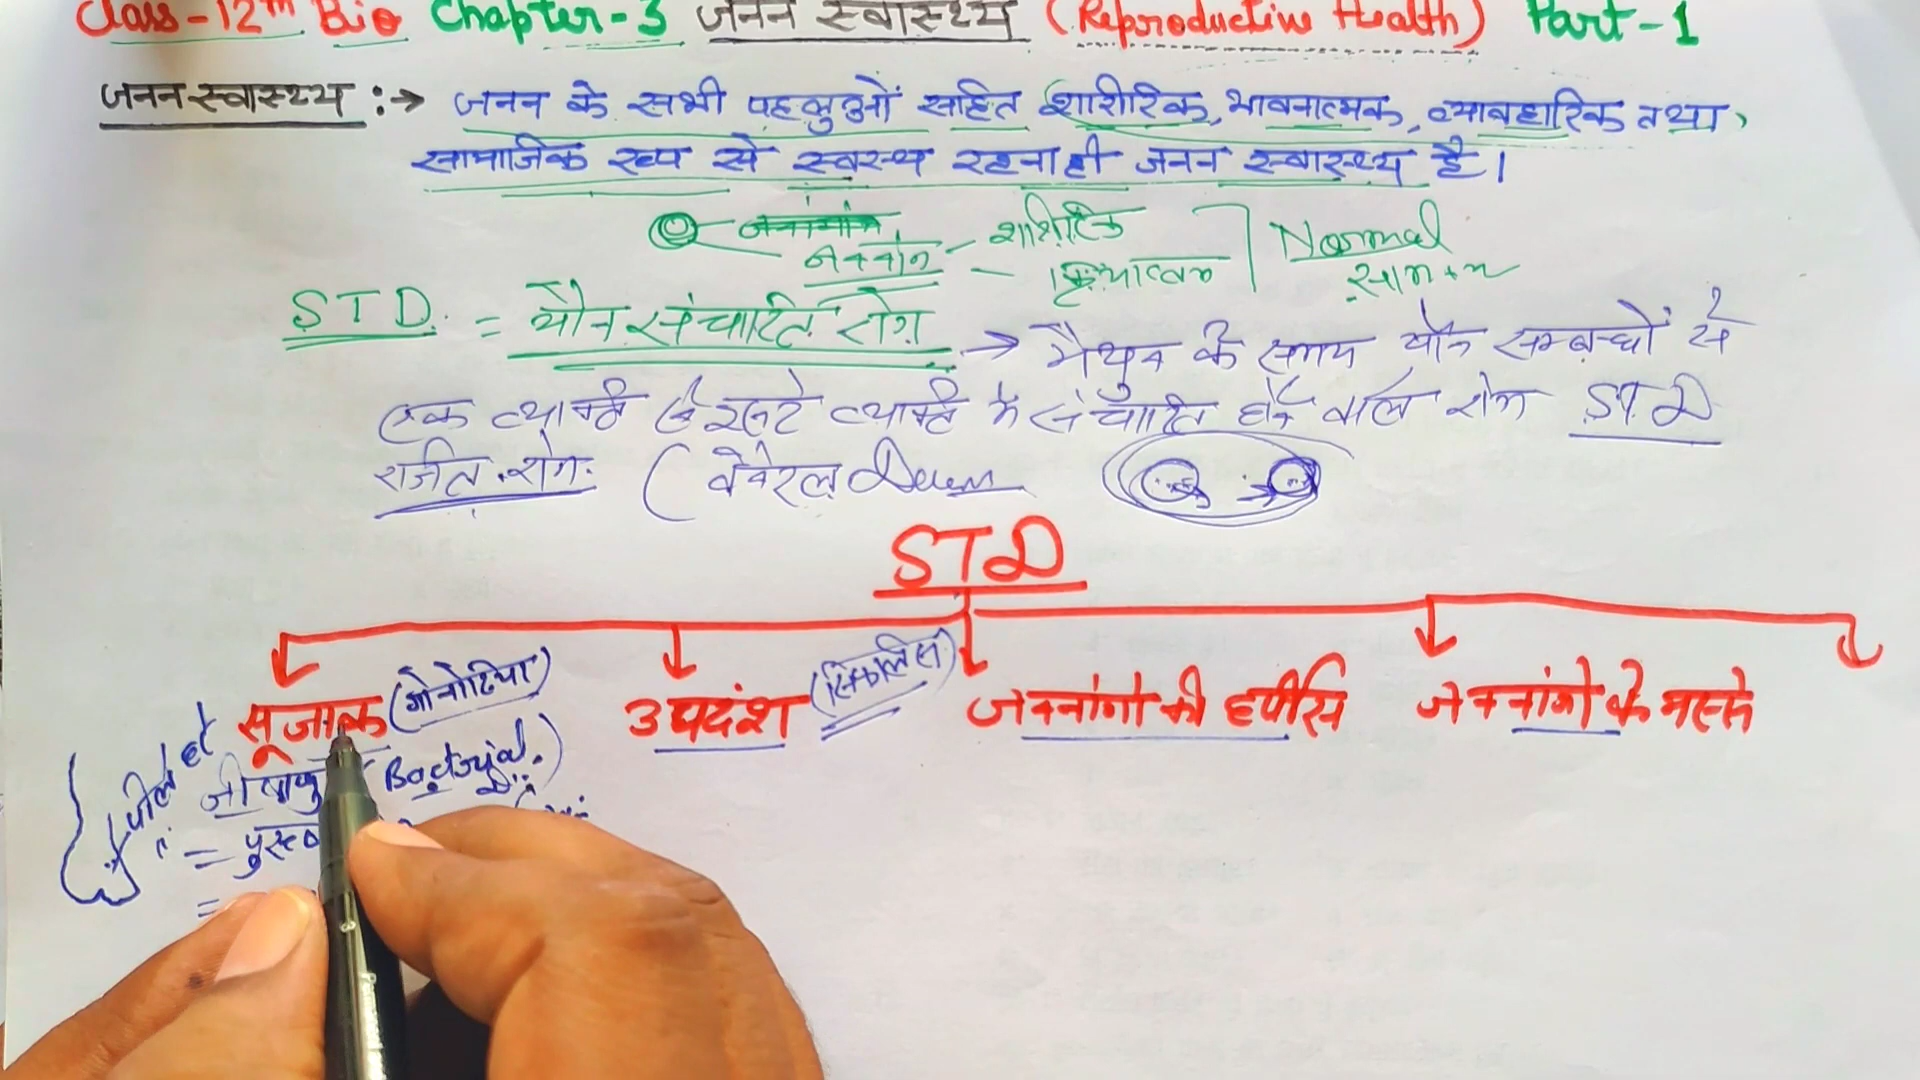 Class-12th Bio Chapter-3 जनन स्वास्थ्य (Reproductive Health) Part-1
जनन स्वास्थ्य :→ जनन के सभी पहलुओं सहित शारीरिक, भावनात्मक, व्यावहारिक तथा,
सामाजिक रूप से स्वस्थ रहना ही जनन स्वास्थ्य है।
शारीरिक Normal
सामान्य
STD = यौन संचारित रोग → मैथुन के समय यौन सम्बन्धों से
एक व्यक्ति से दूसरे व्यक्ति में संचारित होने वाले रोग STD
रोग (वेनेरल
STD
सूजाक (गोनोरिया) उपदंश (सिफलिस) जननांगो की हर्पीस जननांगो के मस्से
जीवाणु Bacterial)
पीले
=
=